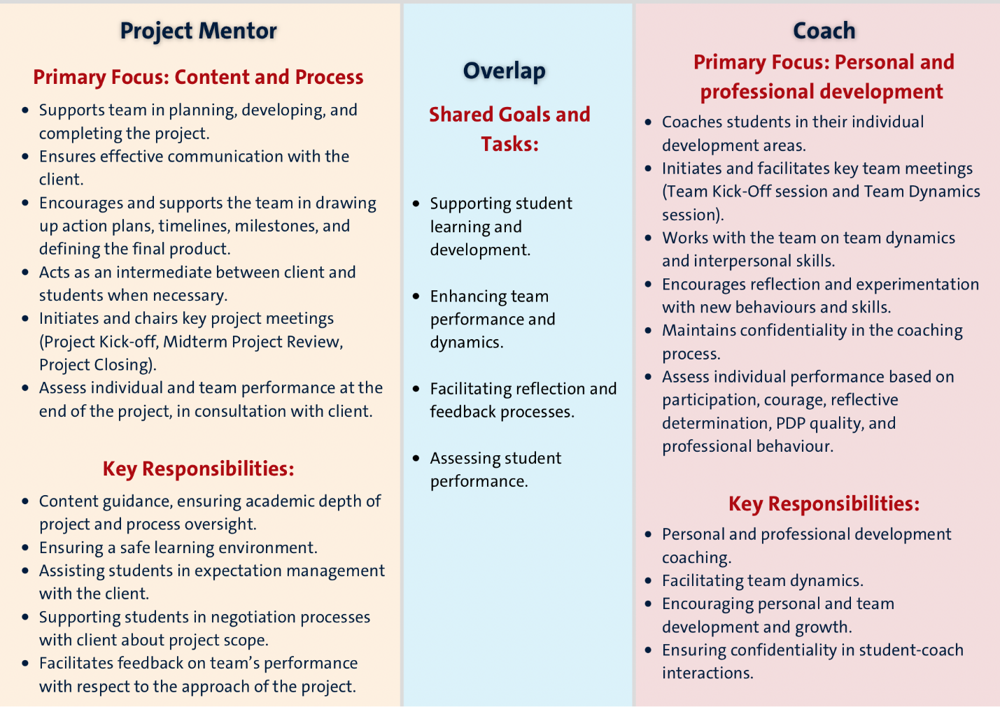 Project Mentor
Primary Focus: Content and Process
• Supports team in planning, developing, and
completing the project.
• Ensures effective communication with the
client.
• Encourages and supports the team in drawing
up action plans, timelines, milestones, and
defining the final product.
• Acts as an intermediate between client and
students when necessary.
• Initiates and chairs key project meetings
(Project Kick-off, Midterm Project Review,
Project Closing).
• Assess individual and team performance at the
end of the project, in consultation with client.
Key Responsibilities:
• Content guidance, ensuring academic depth of
project and process oversight.
• Ensuring a safe learning environment.
• Assisting students in expectation management
with the client.
• Supporting students in negotiation processes
with client about project scope.
• Facilitates feedback on team's performance
with respect to the approach of the project.
Overlap
Shared Goals and
Tasks:
• Supporting student
learning and
development.
• Enhancing team
performance and
dynamics.
• Facilitating reflection and
feedback processes.
• Assessing student
performance.
Coach
Primary Focus: Personal and
professional development
• Coaches students in their individual
development areas.
• Initiates and facilitates key team meetings
(Team Kick-Off session and Team Dynamics
session).
• Works with the team on team dynamics
and interpersonal skills.
• Encourages reflection and experimentation
with new behaviours and skills.
• Maintains confidentiality in the coaching
process.
• Assess individual performance based on
participation, courage, reflective
determination, PDP quality, and
professional behaviour.
Key Responsibilities:
• Personal and professional development
coaching.
• Facilitating team dynamics.
• Encouraging personal and team
development and growth.
• Ensuring confidentiality in student-coach
interactions.